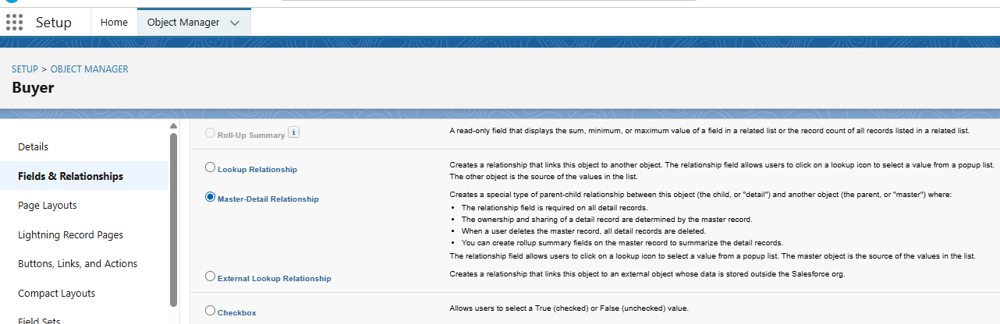 Setup
Home
Object Manager
SETUP > OBJECT MANAGER
Buyer
Details
Fields & Relationships
Page Layouts
Lightning Record Pages
Buttons, Links, and Actions
Compact Layouts
Field Sets
Roll-Up Summary i
A read-only field that displays the sum, minimum, or maximum value of a field in a related list or the record count of all records listed in a related list.
Lookup Relationship
Creates a relationship that links this object to another object. The relationship field allows users to click on a lookup icon to select a value from a popup list.
The other object is the source of the values in the list.
Master-Detail Relationship
Creates a special type of parent-child relationship between this object (the child, or "detail") and another object (the parent, or "master") where:
• The relationship field is required on all detail records.
• The ownership and sharing of a detail record are determined by the master record.
• When a user deletes the master record, all detail records are deleted.
• You can create rollup summary fields on the master record to summarize the detail records.
The relationship field allows users to click on a lookup icon to select a value from a popup list. The master object is the source of the values in the list.
External Lookup Relationship
Creates a relationship that links this object to an external object whose data is stored outside the Salesforce org.
Checkbox
Allows users to select a True (checked) or False (unchecked) value.